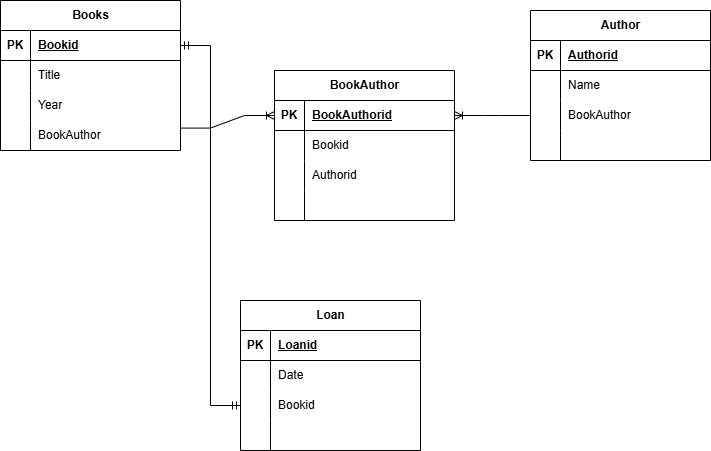 Books
PK Bookid
Title
Year
BookAuthor
BookAuthor
PK BookAuthorid
Bookid
Authorid
Author
PK Authorid
Name
BookAuthor
Loan
PK Loanid
Date
Bookid